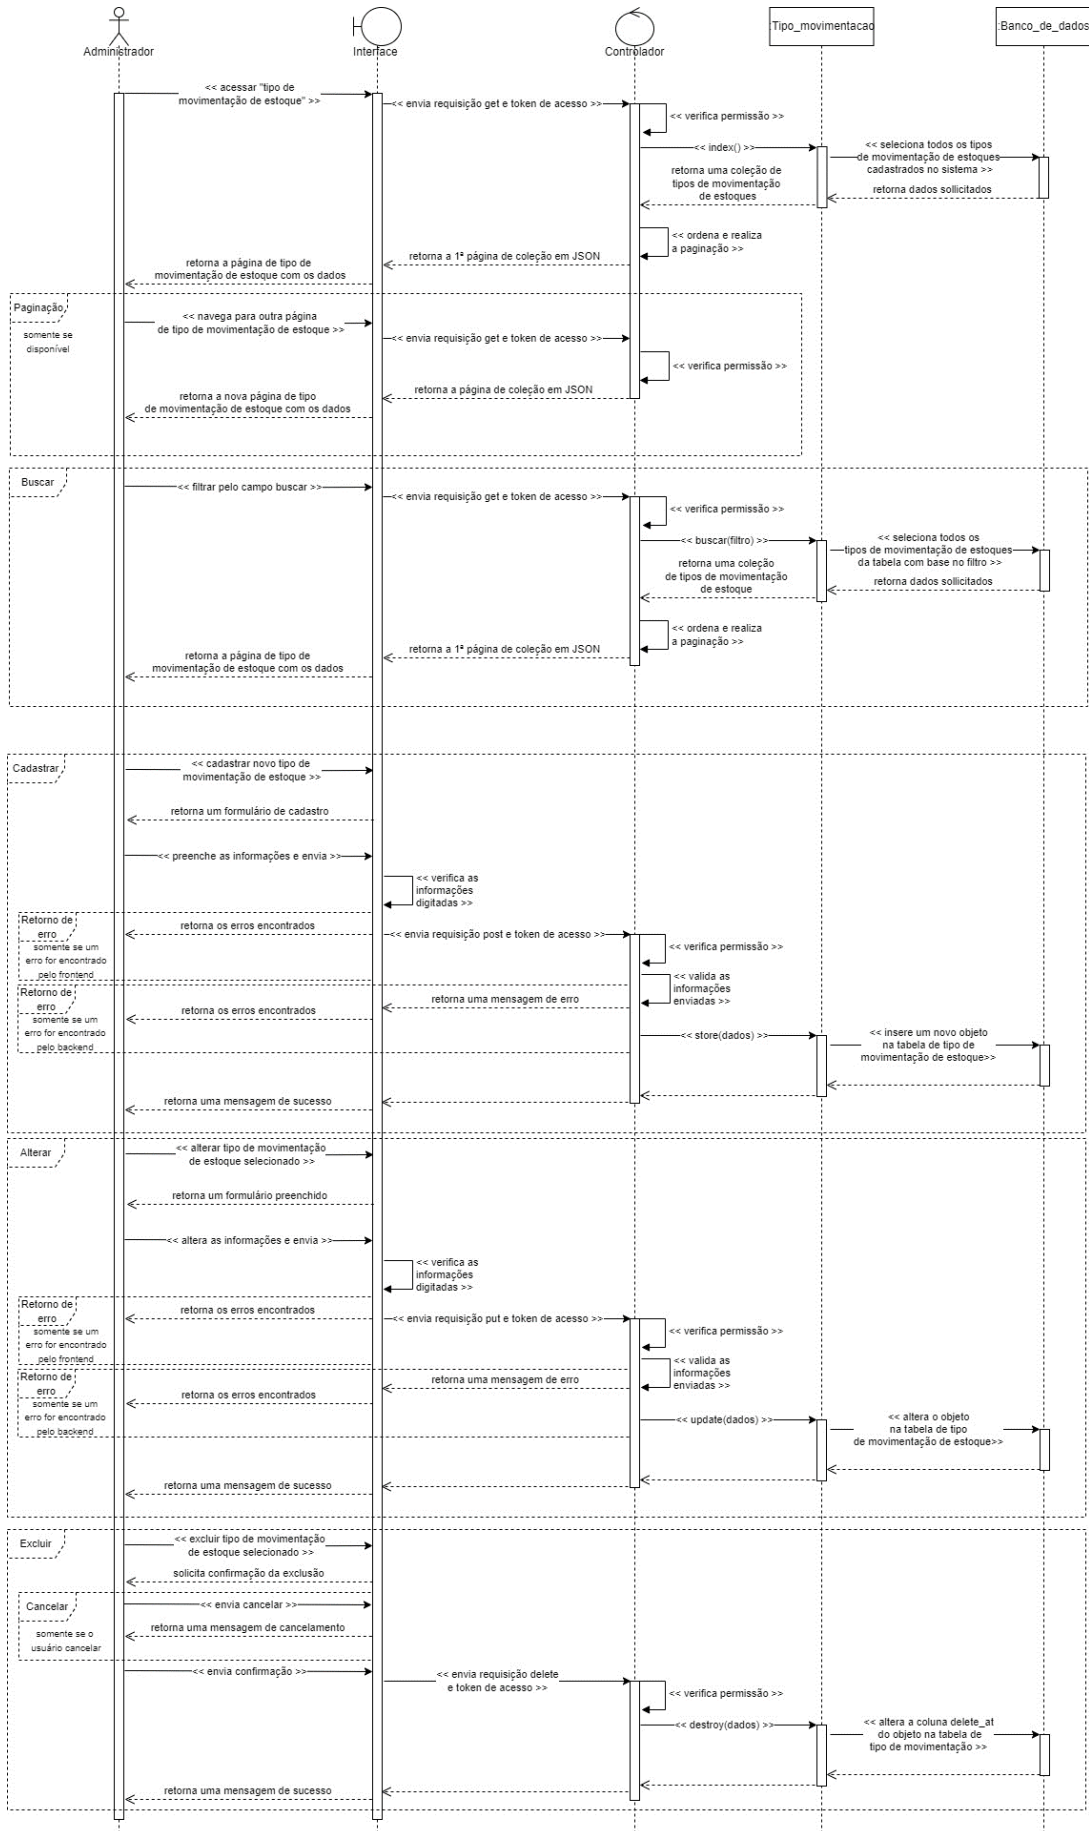 Administrador
Interface
Controlador
:Tipo_movimentacao
:Banco_de_dados
<< acessar "tipo de
movimentação de estoque" >>
<< envia requisição get e token de acesso >>
<< verifica permissão >>
<< index() >>
<< seleciona todos os tipos
de movimentação de estoques
cadastrados no sistema >>
retorna uma coleção de
tipos de movimentação
de estoques
retorna dados sollicitados
<< ordena e realiza
a paginação >>
retorna a 1ª página de coleção em JSON
retorna a página de tipo de
movimentação de estoque com os dados
Paginação
somente se
disponível
<< navega para outra página
de tipo de movimentação de estoque >>
<< envia requisição get e token de acesso >>
<< verifica permissão >>
retorna a página de coleção em JSON
retorna a nova página de tipo
de movimentação de estoque com os dados
Buscar
<< filtrar pelo campo buscar >>
<< envia requisição get e token de acesso >>
<< verifica permissão >>
<< buscar(filtro) >>
<< seleciona todos os
tipos de movimentação de estoques
da tabela com base no filtro >>
retorna uma coleção
de tipos de movimentação
de estoque
retorna dados sollicitados
<< ordena e realiza
a paginação >>
retorna a 1ª página de coleção em JSON
retorna a página de tipo de
movimentação de estoque com os dados
Cadastrar
<< cadastrar novo tipo de
movimentação de estoque >>
retorna um formulário de cadastro
<< preenche as informações e envia >>
<< verifica as
informações
digitadas >>
Retorno de
erro
somente se um
erro for encontrado
pelo frontend
retorna os erros encontrados
<< envia requisição post e token de acesso >>
<< verifica permissão >>
<< valida as
informações
enviadas >>
Retorno de
erro
somente se um
erro for encontrado
pelo backend
retorna uma mensagem de erro
retorna os erros encontrados
<< store(dados) >>
<< insere um novo objeto
na tabela de tipo de
movimentação de estoque>>
retorna uma mensagem de sucesso
Alterar
<< alterar tipo de movimentação
de estoque selecionado >>
retorna um formulário preenchido
<< altera as informações e envia >>
<< verifica as
informações
digitadas >>
Retorno de
erro
somente se um
erro for encontrado
pelo frontend
retorna os erros encontrados
<< envia requisição put e token de acesso >>
<< verifica permissão >>
<< valida as
informações
enviadas >>
Retorno de
erro
somente se um
erro for encontrado
pelo backend
retorna uma mensagem de erro
retorna os erros encontrados
<< update(dados) >>
<< altera o objeto
na tabela de tipo
de movimentação de estoque>>
retorna uma mensagem de sucesso
Excluir
<< excluir tipo de movimentação
de estoque selecionado >>
solicita confirmação da exclusão
Cancelar
somente se o
usuário cancelar
<< envia cancelar >>
retorna uma mensagem de cancelamento
<< envia confirmação >>
<< envia requisição delete
e token de acesso >>
<< verifica permissão >>
<< destroy(dados) >>
<< altera a coluna delete_at
do objeto na tabela de
tipo de movimentação >>
retorna uma mensagem de sucesso